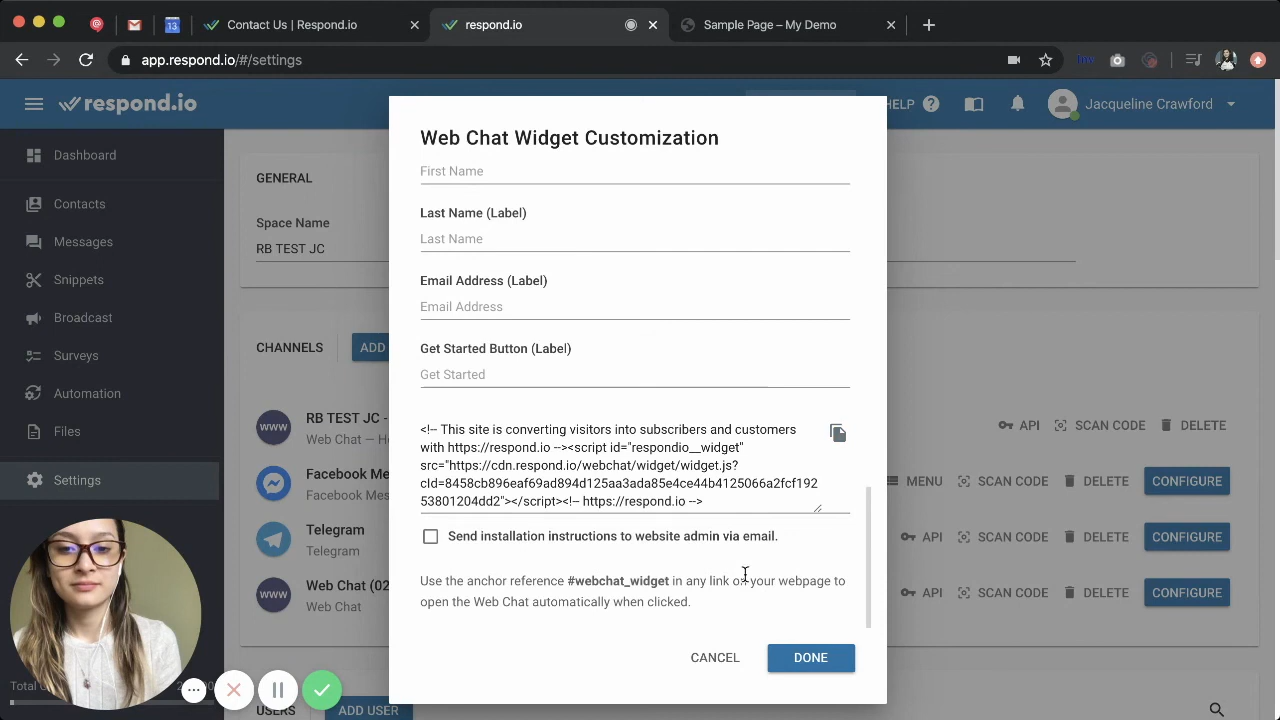 Contact Us | Respond.io
respond.io
Sample Page – My Demo
app.respond.io/#/settings
respond.io
HELP
Jacqueline Crawford
Dashboard
Contacts
Messages
Snippets
Broadcast
Surveys
Automation
Files
Settings
GENERAL
Space Name
RB TEST JC
CHANNELS
ADD
www
RB TEST JC -
Web Chat
API
SCAN CODE
DELETE
Facebook Me
Facebook Mes
MENU
SCAN CODE
DELETE
CONFIGURE
Telegram
Telegram
API
SCAN CODE
DELETE
CONFIGURE
www
Web Chat (02
Web Chat
API
SCAN CODE
DELETE
CONFIGURE
USERS
ADD USER
Web Chat Widget Customization
First Name
Last Name (Label)
Last Name
Email Address (Label)
Email Address
Get Started Button (Label)
Get Started
<!-- This site is converting visitors into subscribers and customers
with https://respond.io --><script id="respondio__widget"
src="https://cdn.respond.io/webchat/widget/widget.js?
cId=8458cb896eaf69ad894d125aa3ada85e4ce44b4125066a2fcf192
53801204dd2"></script><!-- https://respond.io -->
Send installation instructions to website admin via email.
Use the anchor reference #webchat_widget in any link of your webpage to
open the Web Chat automatically when clicked.
CANCEL
DONE